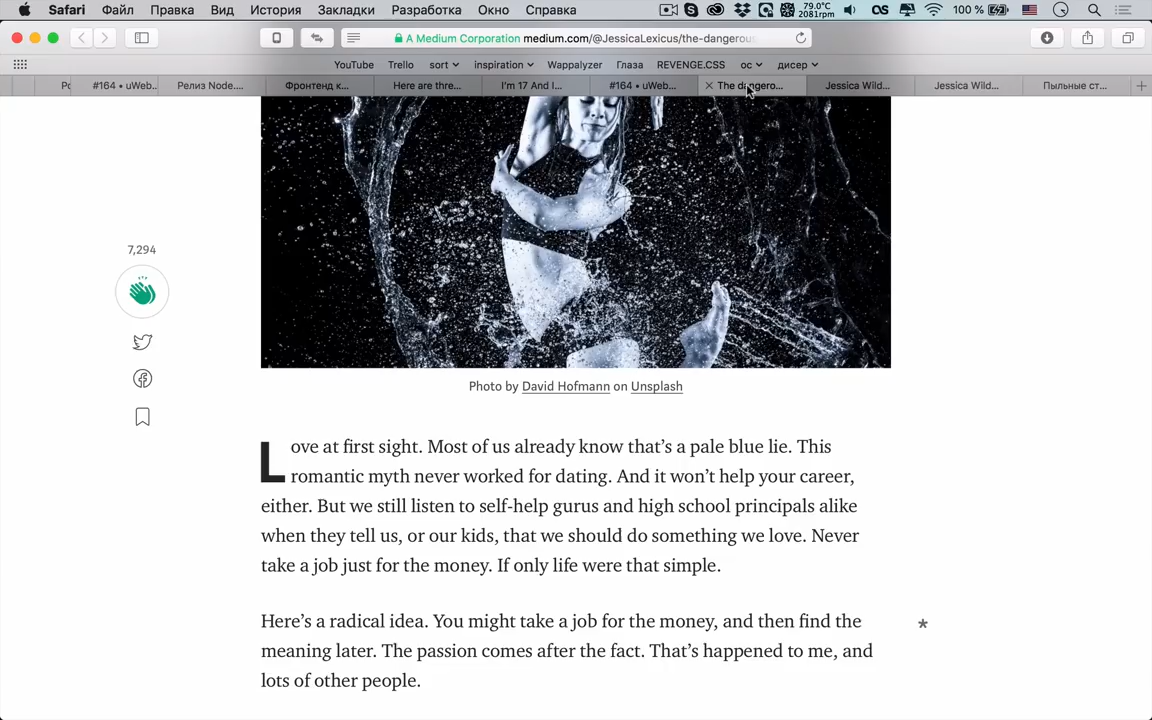 Safari Файл Правка Вид История Закладки Разработка Окно Справка 79.0°C 2081rpm 100 %
A Medium Corporation medium.com/@JessicaLexicus/the-dangerou
YouTube Trello sort inspiration Wappalyzer Глаза REVENGE.CSS ос дисер
#164 • uWeb... Релиз Node.... Фронтенд к... Here are thre... I'm 17 And I... #164 • uWeb... The dangero... Jessica Wild... Jessica Wild... Пыльные ст...
7,294
Photo by David Hofmann on Unsplash
Love at first sight. Most of us already know that’s a pale blue lie. This
romantic myth never worked for dating. And it won’t help your career,
either. But we still listen to self-help gurus and high school principals alike
when they tell us, or our kids, that we should do something we love. Never
take a job just for the money. If only life were that simple.
Here’s a radical idea. You might take a job for the money, and then find the
meaning later. The passion comes after the fact. That’s happened to me, and
lots of other people.
*